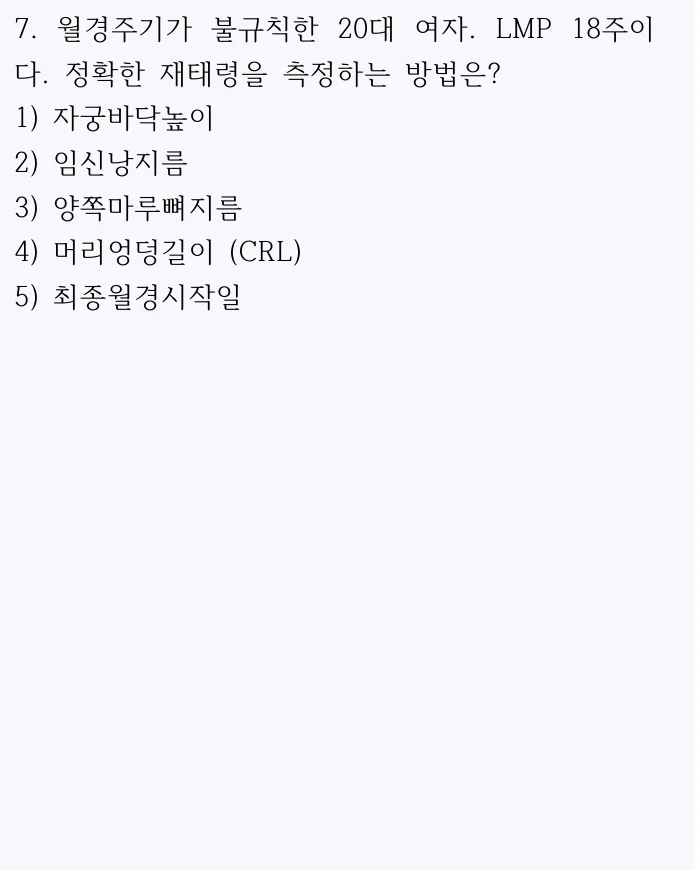 7. 월경주기가 불규칙한 20대 여자. LMP 18주이
다. 정확한 재태령을 측정하는 방법은?
1) 자궁바닥높이
2) 임신낭지름
3) 양쪽마루뼈지름
4) 머리엉덩길이 (CRL)
5) 최종월경시작일